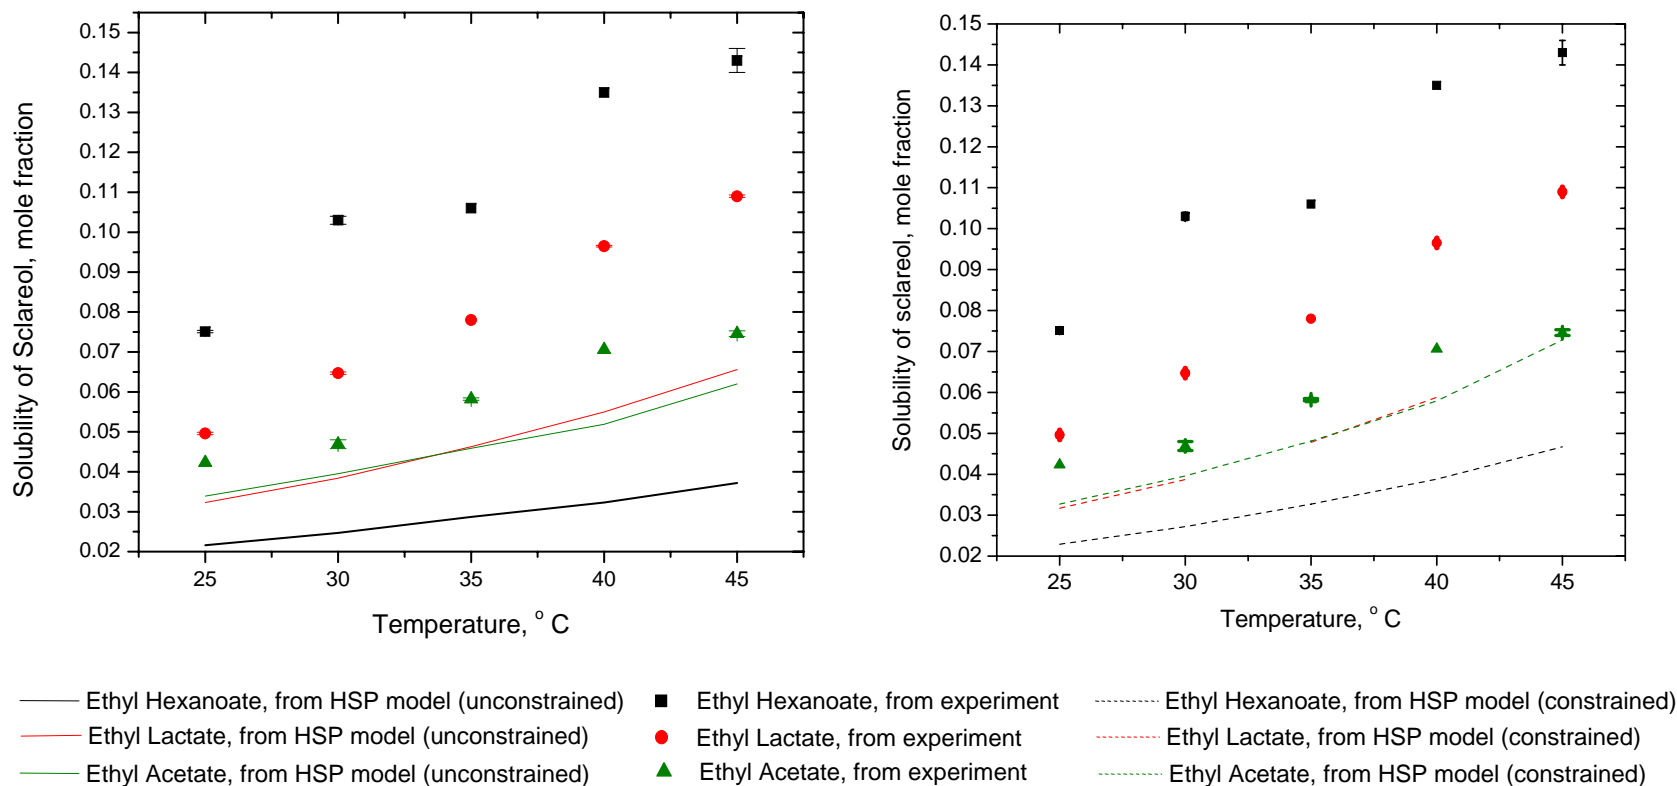 Solubility of Sclareol, mole fraction
0.15
0.14
0.13
0.12
0.11
0.10
0.09
0.08
0.07
0.06
0.05
0.04
0.03
0.02
25 30 35 40 45
Temperature, ° C
Solubility of sclareol, mole fraction
0.15
0.14
0.13
0.12
0.11
0.10
0.09
0.08
0.07
0.06
0.05
0.04
0.03
0.02
25 30 35 40 45
Temperature, ° C
Ethyl Hexanoate, from HSP model (unconstrained)
Ethyl Lactate, from HSP model (unconstrained)
Ethyl Acetate, from HSP model (unconstrained)
Ethyl Hexanoate, from experiment
Ethyl Lactate, from experiment
Ethyl Acetate, from experiment
Ethyl Hexanoate, from HSP model (constrained)
Ethyl Lactate, from HSP model (constrained)
Ethyl Acetate, from HSP model (constrained)